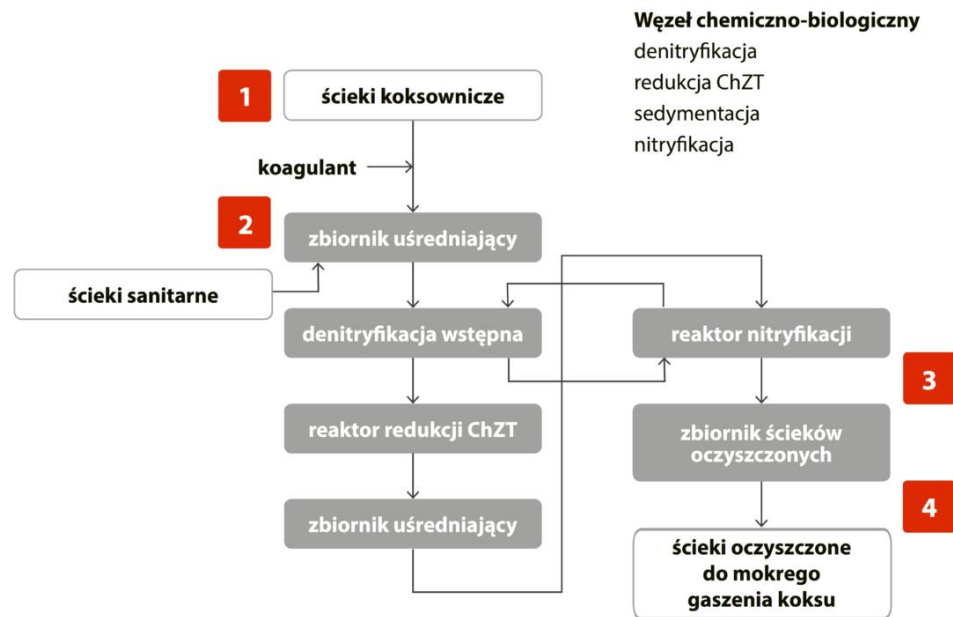 Węzeł chemiczno-biologiczny
denitryfikacja
redukcja ChZT
sedymentacja
nitryfikacja
1
ścieki koksownicze
koagulant
2
zbiornik uśredniający
ścieki sanitarne
denitryfikacja wstępna
reaktor nitryfikacji
3
reaktor redukcji ChZT
zbiornik ścieków
oczyszczonych
4
zbiornik uśredniający
ścieki oczyszczone
do mokrego
gaszenia koksu